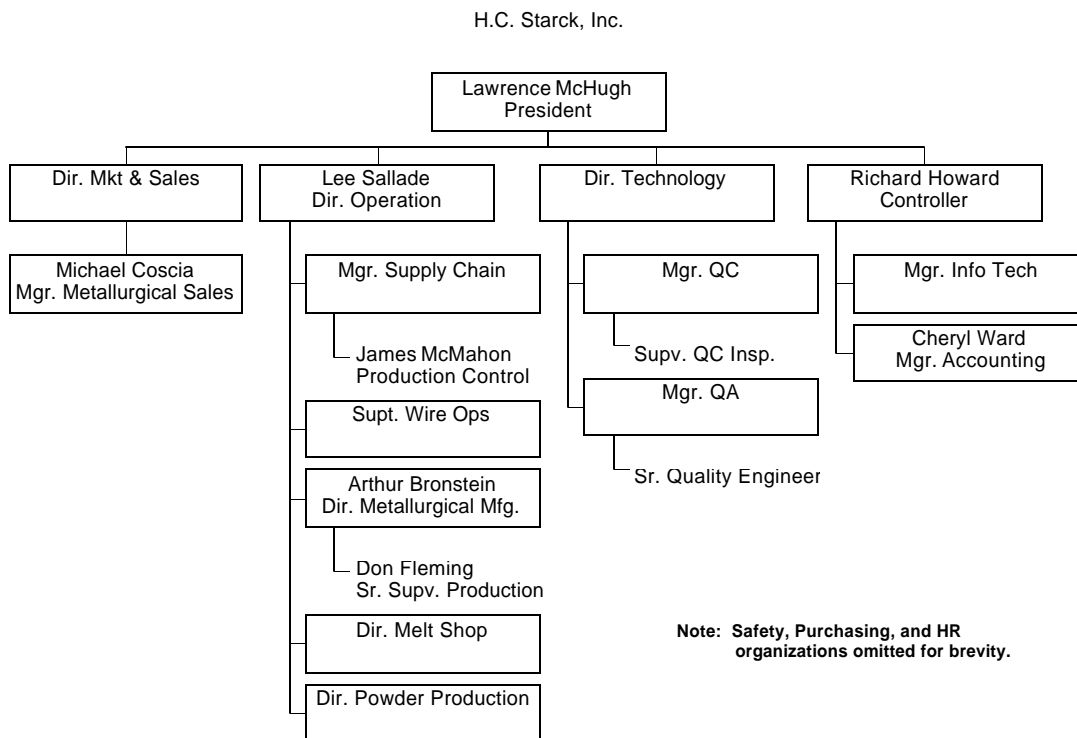 H.C. Starck, Inc.
Lawrence McHugh
President
Dir. Mkt & Sales
Lee Sallade
Dir. Operation
Dir. Technology
Richard Howard
Controller
Michael Coscia
Mgr. Metallurgical Sales
Mgr. Supply Chain
James McMahon
Production Control
Supt. Wire Ops
Arthur Bronstein
Dir. Metallurgical Mfg.
Don Fleming
Sr. Supv. Production
Dir. Melt Shop
Dir. Powder Production
Mgr. QC
Supv. QC Insp.
Mgr. QA
Sr. Quality Engineer
Mgr. Info Tech
Cheryl Ward
Mgr. Accounting
Note: Safety, Purchasing, and HR
organizations omitted for brevity.